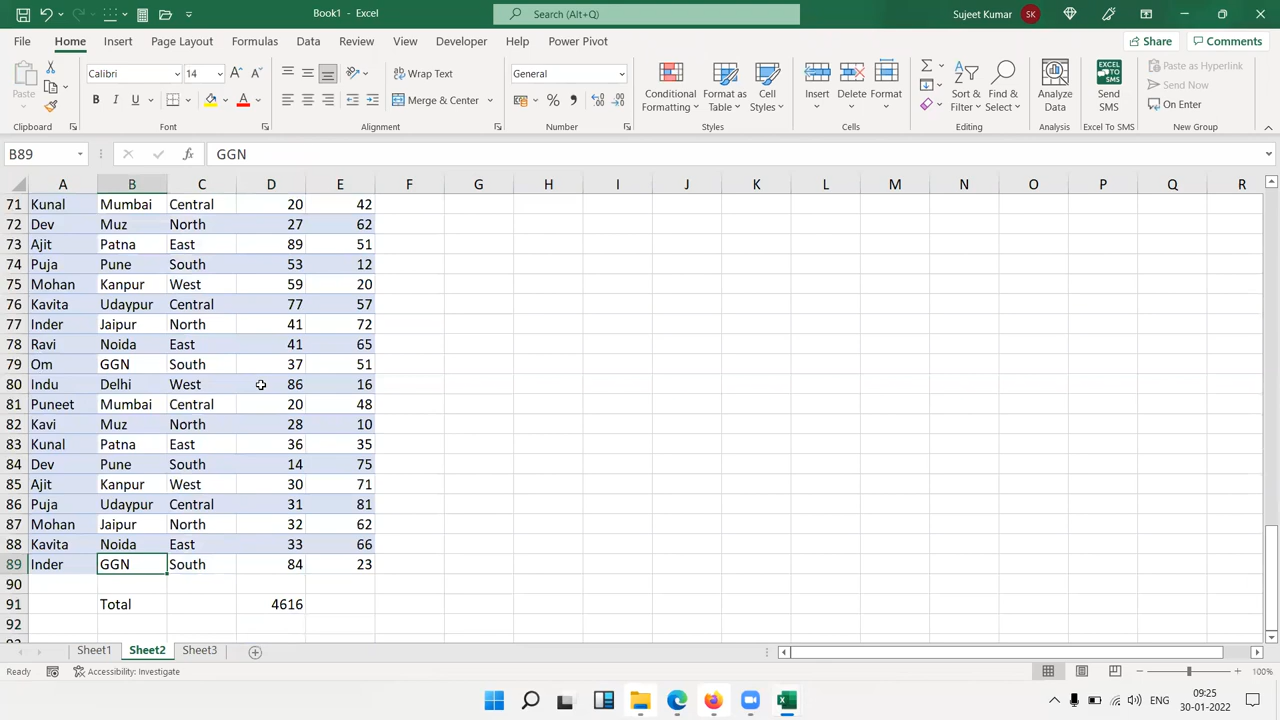 Book1 - Excel
Search (Alt+Q)
Sujeet Kumar SK
File Home Insert Page Layout Formulas Data Review View Developer Help Power Pivot Share Comments
Paste Calibri 14 Wrap Text General Conditional Formatting Format as Table Cell Styles Insert Delete Format Sort & Filter Find & Select Analyze Data Send SMS Paste as Hyperlink
B I U Merge & Center Send Now
On Enter
Clipboard Font Alignment Number Styles Cells Editing Analysis Excel To SMS New Group
B89 fx GGN
A B C D E F G H I J K L M N O P Q R
71 Kunal Mumbai Central 20 42
72 Dev Muz North 27 62
73 Ajit Patna East 89 51
74 Puja Pune South 53 12
75 Mohan Kanpur West 59 20
76 Kavita Udaypur Central 77 57
77 Inder Jaipur North 41 72
78 Ravi Noida East 41 65
79 Om GGN South 37 51
80 Indu Delhi West 86 16
81 Puneet Mumbai Central 20 48
82 Kavi Muz North 28 10
83 Kunal Patna East 36 35
84 Dev Pune South 14 75
85 Ajit Kanpur West 30 71
86 Puja Udaypur Central 31 81
87 Mohan Jaipur North 32 62
88 Kavita Noida East 33 66
89 Inder GGN South 84 23
90
91 Total 4616
92
Sheet1 Sheet2 Sheet3
Ready Accessibility: Investigate 100%
ENG 09:25
30-01-2022